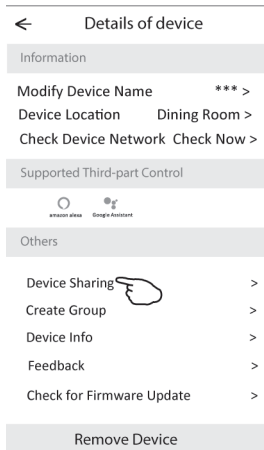 Details of device
Information
Modify Device Name *** >
Device Location Dining Room >
Check Device Network Check Now >
Supported Third-part Control
amazon alexa Google Assistant
Others
Device Sharing >
Create Group >
Device Info >
Feedback >
Check for Firmware Update >
Remove Device